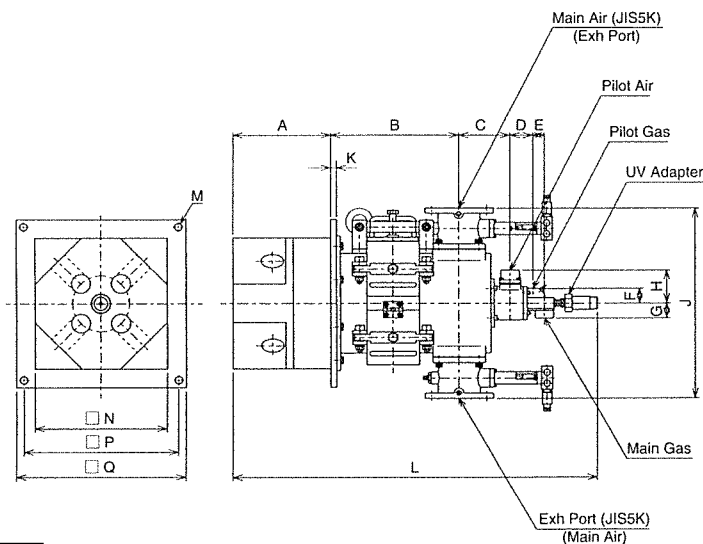 Main Air (JIS5K)
(Exh Port)
Pilot Air
A
B
C
D
E
Pilot Gas
K
UV Adapter
M
H
F
G
J
□ N
□ P
□ Q
L
Main Gas
Exh Port (JIS5K)
(Main Air)